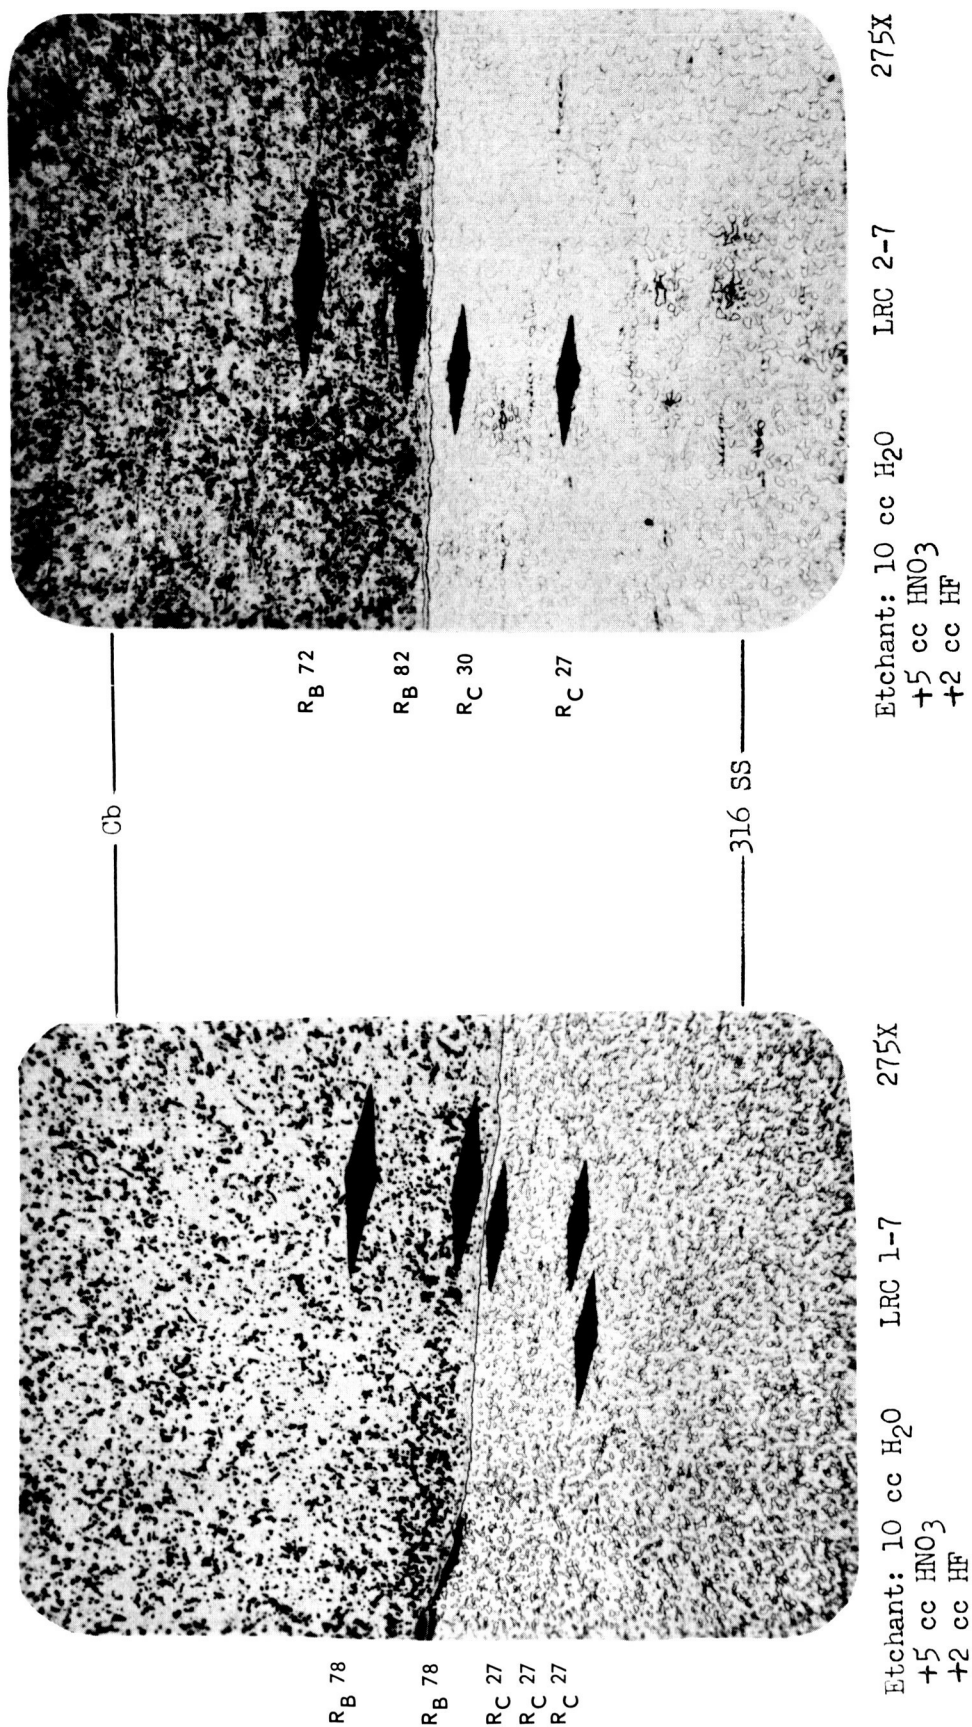 Cb
R_B 78
R_B 78
R_C 27
R_C 27
R_C 27
316 SS
Etchant: 10 cc H₂O LRC 1-7 275X
+5 cc HNO₃
+2 cc HF
R_B 72
R_B 82
R_C 30
R_C 27
Etchant: 10 cc H₂O LRC 2-7 275X
+5 cc HNO₃
+2 cc HF